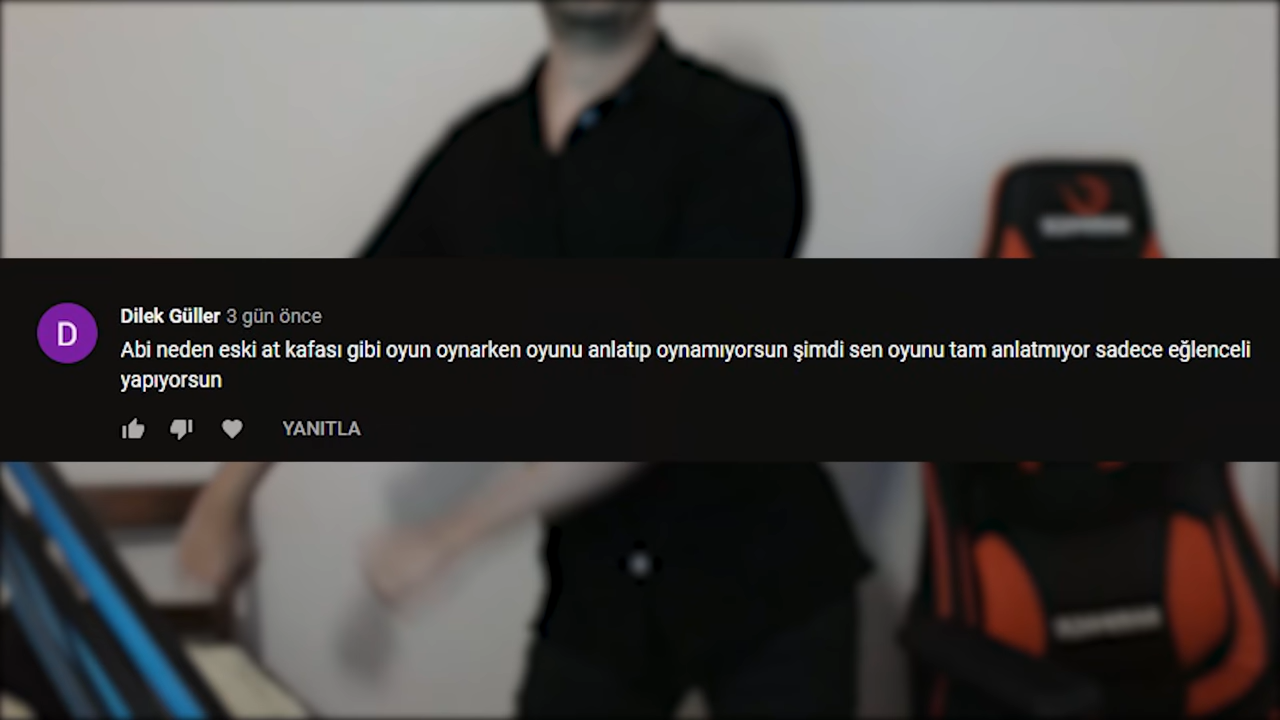 D
Dilek Güller 3 gün önce
Abi neden eski at kafası gibi oyun oynarken oyunu anlatıp oynamıyorsun şimdi sen oyunu tam anlatmıyor sadece eğlenceli
yapıyorsun
YANITLA